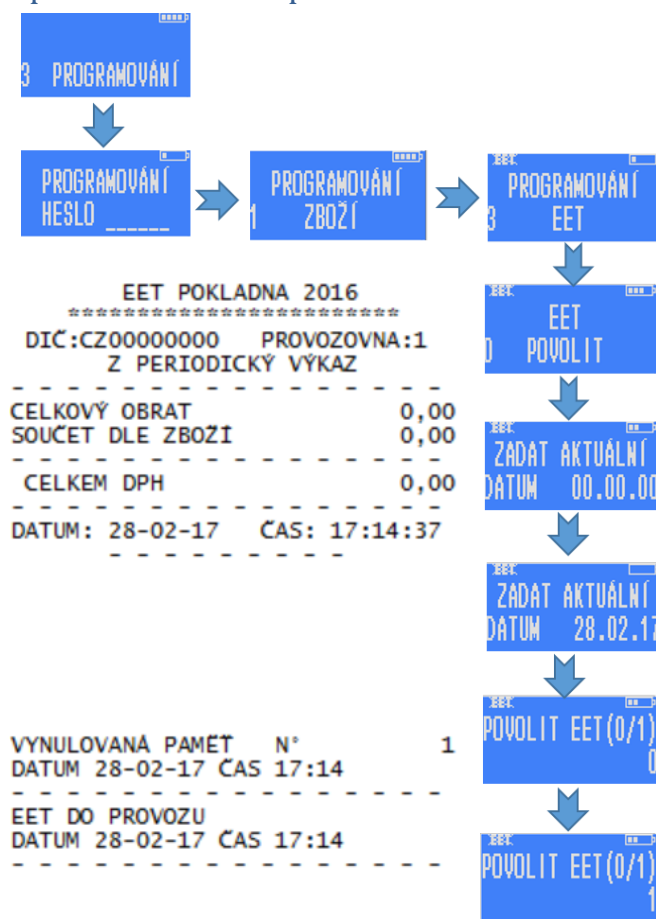 3 PROGRAMOVÁNÍ
PROGRAMOVÁNÍ
HESLO ______
PROGRAMOVÁNÍ
1 ZBOŽÍ
EET
PROGRAMOVÁNÍ
3 EET
EET
EET
0 POVOLIT
EET
ZADAT AKTUÁLNÍ
DATUM 00.00.00
EET
ZADAT AKTUÁLNÍ
DATUM 28.02.17
EET
POVOLIT EET(0/1)
0
EET
POVOLIT EET(0/1)
1
EET POKLADNA 2016
************************
DIČ:CZ00000000 PROVOZOVNA:1
Z PERIODICKÝ VÝKAZ
- - - - - - - - - - - - - - - -
CELKOVÝ OBRAT 0,00
SOUČET DLE ZBOŽÍ 0,00
- - - - - - - - - - - - - - - -
CELKEM DPH 0,00
- - - - - - - - - - - - - - - -
DATUM: 28-02-17 ČAS: 17:14:37
- - - - - - - - -
VYNULOVANÁ PAMĚŤ N° 1
DATUM 28-02-17 ČAS 17:14
- - - - - - - - - - - - - - - -
EET DO PROVOZU
DATUM 28-02-17 ČAS 17:14
- - - - - - - - - - - - - - - -